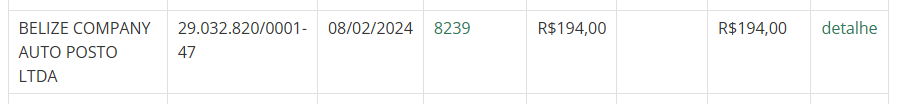 BELIZE COMPANY AUTO POSTO LTDA
29.032.820/0001-47
08/02/2024
8239
R$194,00
R$194,00
detalhe